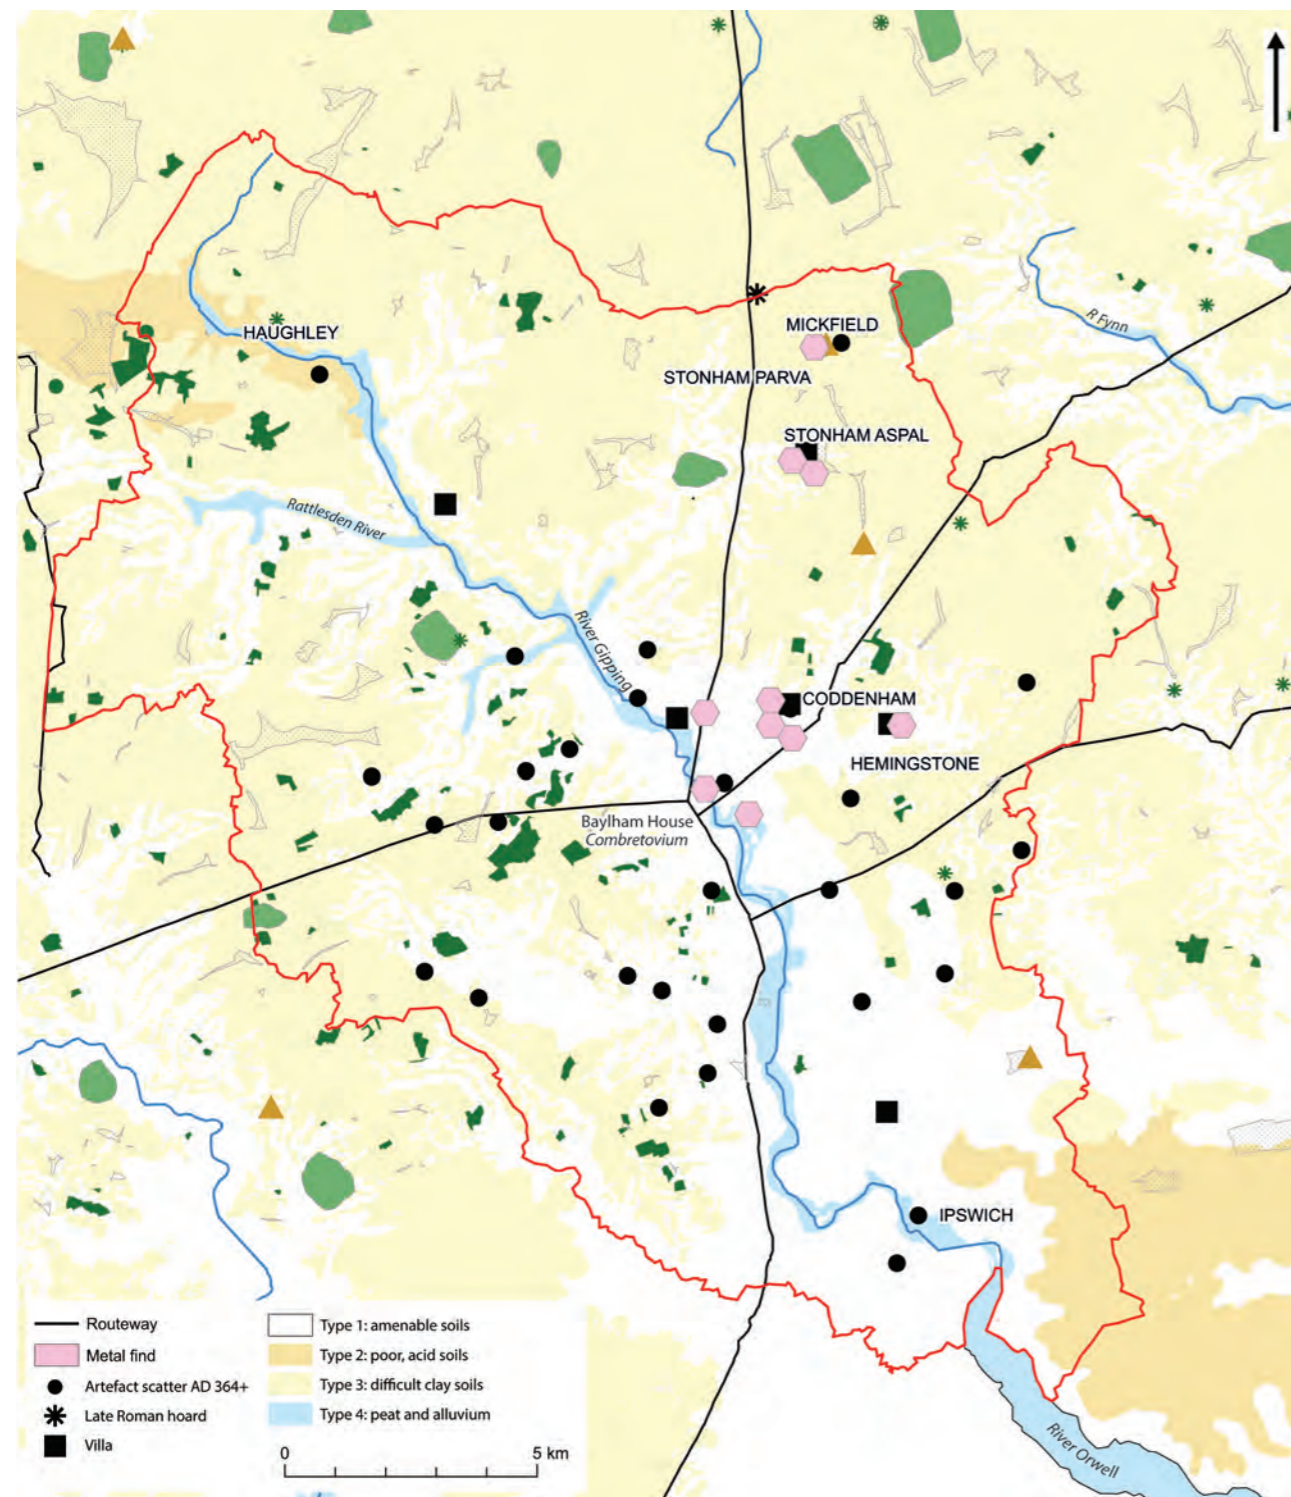 HAUGHLEY
R Fynn
MICKFIELD
STONHAM PARVA
STONHAM ASPAL
Rattlesden River
River Gipping
CODDENHAM
HEMINGSTONE
Baylham House
Combretovium
IPSWICH
River Orwell
Routeway
Metal find
Artefact scatter AD 364+
Late Roman hoard
Villa
Type 1: amenable soils
Type 2: poor, acid soils
Type 3: difficult clay soils
Type 4: peat and alluvium
0 5 km